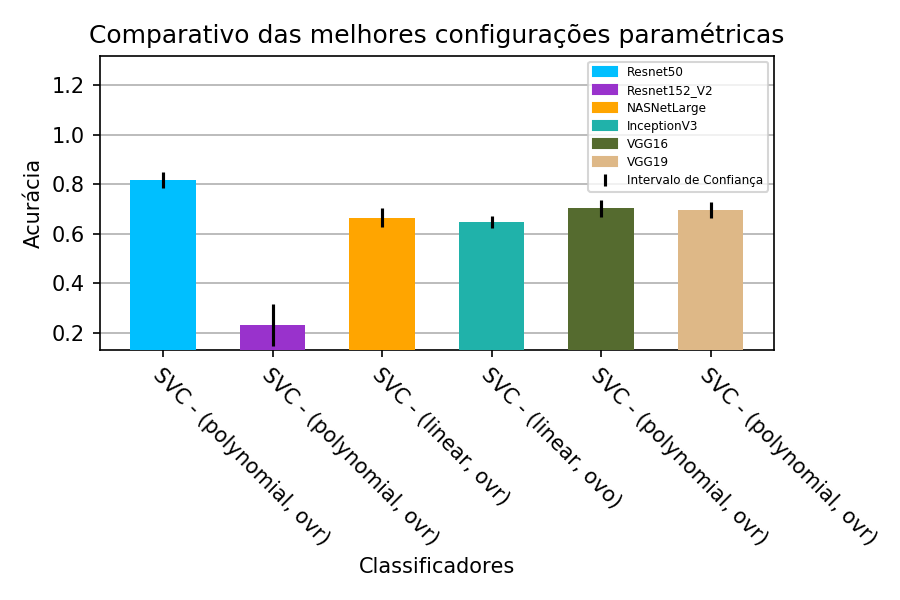 Comparativo das melhores configurações paramétricas
Acurácia
1.2
1.0
0.8
0.6
0.4
0.2
Resnet50
Resnet152_V2
NASNetLarge
InceptionV3
VGG16
VGG19
Intervalo de Confiança
SVC - (polynomial, ovr)
SVC - (polynomial, ovr)
SVC - (linear, ovr)
SVC - (linear, ovo)
SVC - (polynomial, ovr)
SVC - (polynomial, ovr)
Classificadores